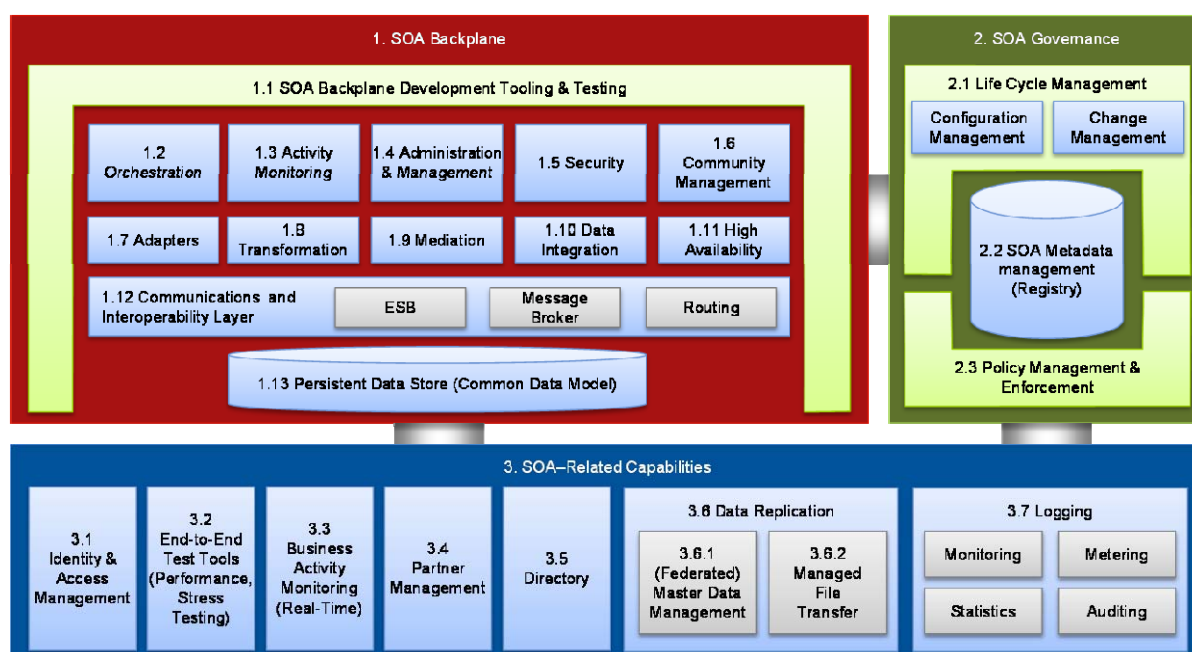 1. SOA Backplane
1.1 SOA Backplane Development Tooling & Testing
1.2
Orchestration
1.3 Activity
Monitoring
1.4 Administration
& Management
1.5 Security
1.6
Community
Management
1.7 Adapters
1.8
Transformation
1.9 Mediation
1.10 Data
Integration
1.11 High
Availability
1.12 Communications and
Interoperability Layer
ESB
Message
Broker
Routing
1.13 Persistent Data Store (Common Data Model)
2. SOA Governance
2.1 Life Cycle Management
Configuration
Management
Change
Management
2.2 SOA Metadata
management
(Registry)
2.3 Policy Management &
Enforcement
3. SOA–Related Capabilities
3.1
Identity &
Access
Management
3.2
End-to-End
Test Tools
(Performance,
Stress
Testing)
3.3
Business
Activity
Monitoring
(Real-Time)
3.4
Partner
Management
3.5
Directory
3.6 Data Replication
3.6.1
(Federated)
Master Data
Management
3.6.2
Managed
File
Transfer
3.7 Logging
Monitoring
Metering
Statistics
Auditing